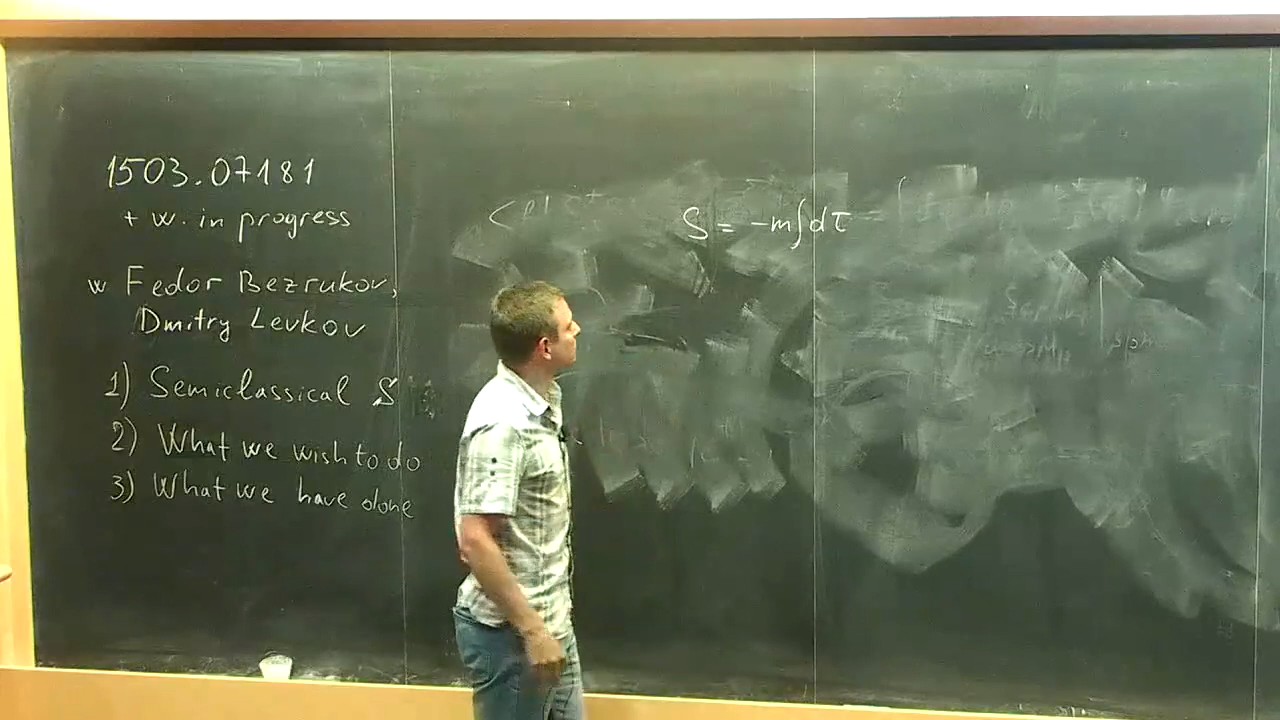 1503.07181
+ w. in progress
w Fedor Bezrukov,
Dmitry Levkov
1) Semiclassical S
2) What we wish to do
3) What we have done
S = -m∫dτ